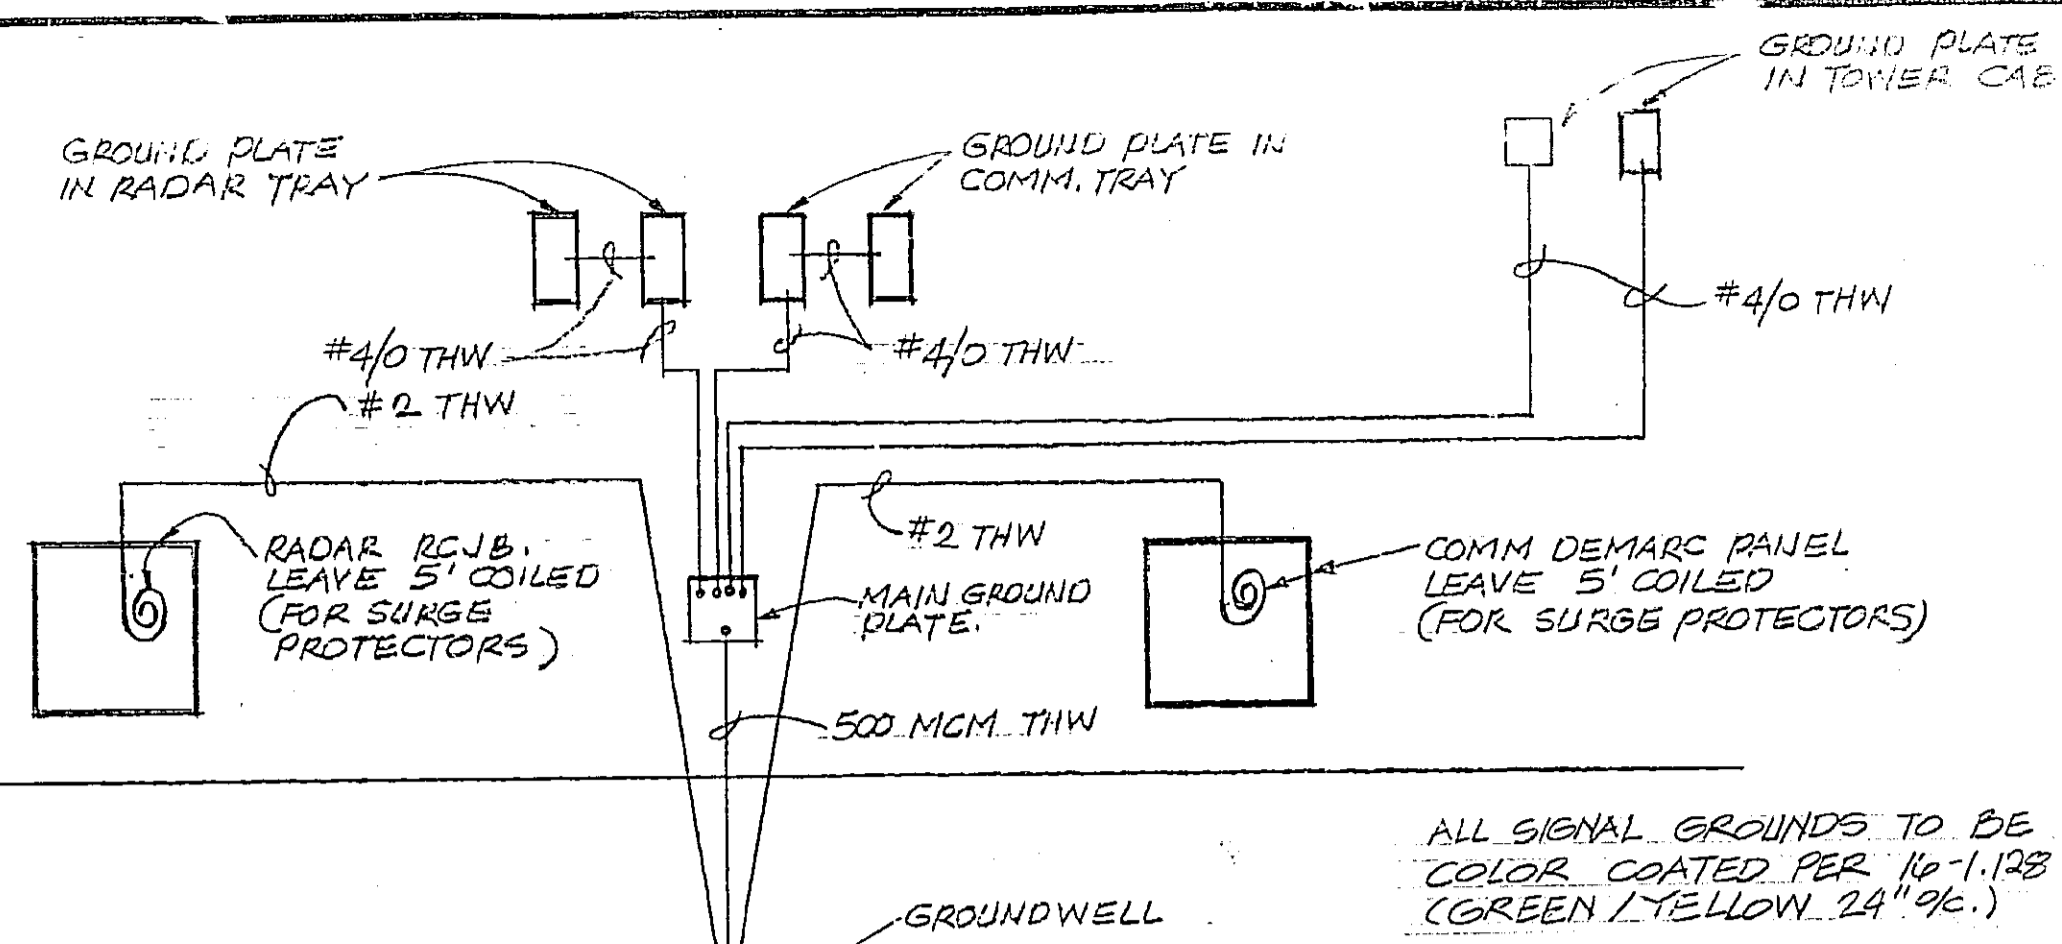 GROUND PLATE
IN TOWER CAB
GROUND PLATE
IN RADAR TRAY
GROUND PLATE IN
COMM. TRAY
#4/0 THW
#4/0 THW
#4/0 THW
#2 THW
#2 THW
RADAR RCJB.
LEAVE 5' COILED
(FOR SURGE
PROTECTORS)
MAIN GROUND
PLATE.
COMM DEMARC PANEL
LEAVE 5' COILED
(FOR SURGE PROTECTORS)
500 MCM THW
ALL SIGNAL GROUNDS TO BE
COLOR COATED PER 16-1.128
(GREEN / YELLOW 24" o/c.)
GROUNDWELL